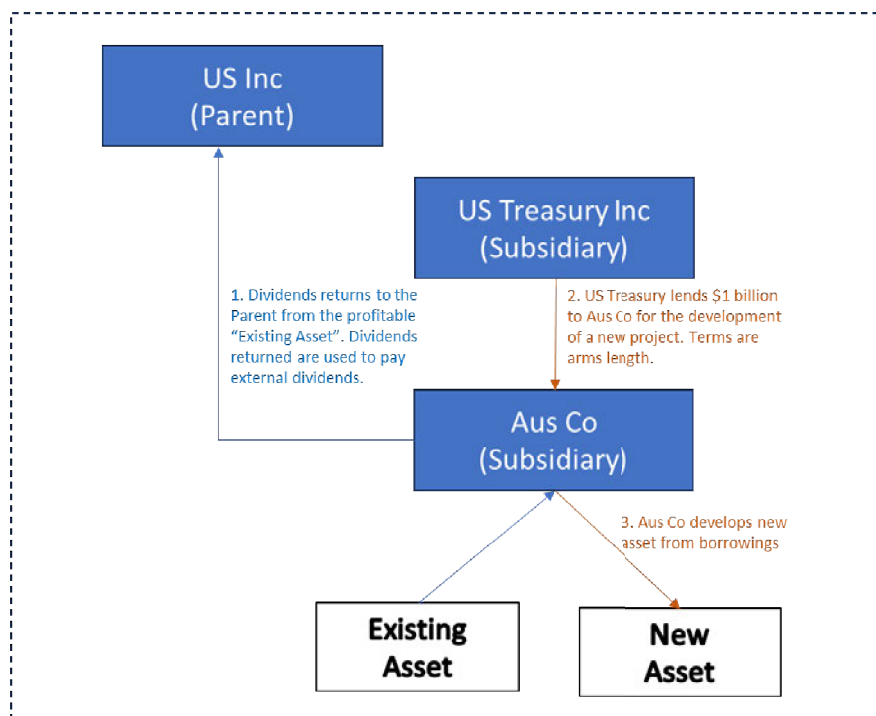 US Inc
(Parent)
US Treasury Inc
(Subsidiary)
1. Dividends returns to the
Parent from the profitable
“Existing Asset”. Dividends
returned are used to pay
external dividends.
2. US Treasury lends $1 billion
to Aus Co for the development
of a new project. Terms are
arms length.
Aus Co
(Subsidiary)
3. Aus Co develops new
asset from borrowings
Existing
Asset
New
Asset